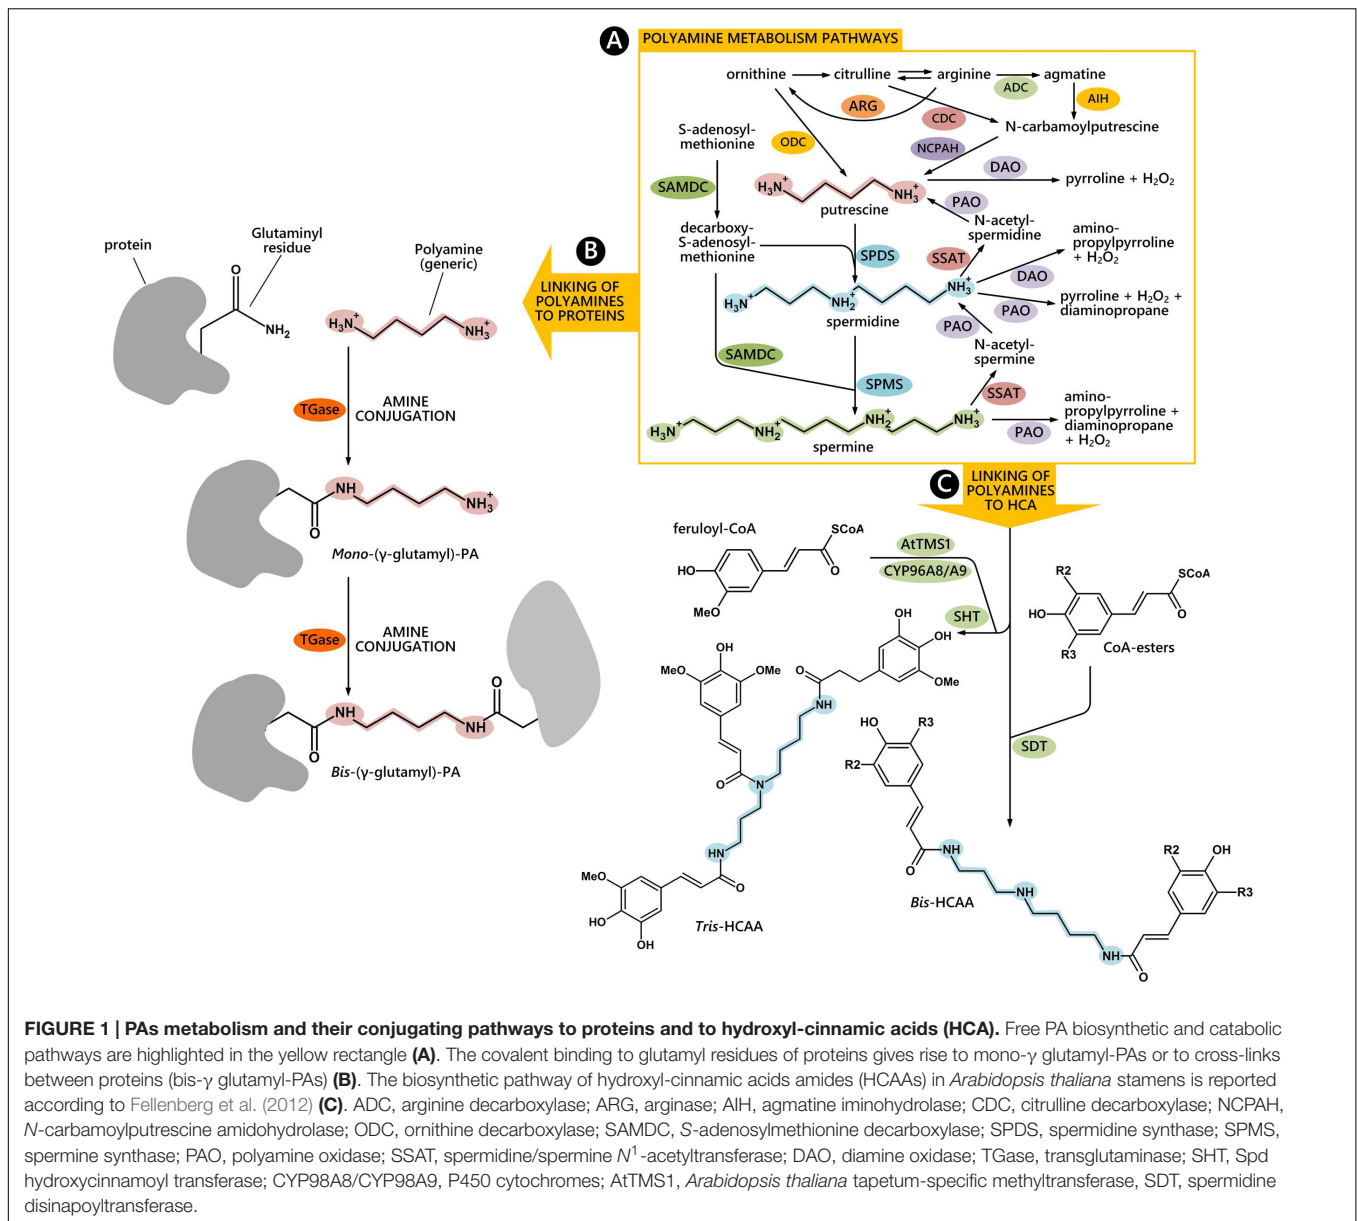 A
POLYAMINE METABOLISM PATHWAYS
ornithine
citrulline
arginine
agmatine
ADC
ARG
AIH
CDC
N-carbamoylputrescine
S-adenosyl-
methionine
ODC
NCPAH
DAO
pyrroline + H₂O₂
SAMDC
H₃N⁺
NH₃⁺
putrescine
PAO
N-acetyl-
spermidine
decarboxy-
S-adenosyl-
methionine
SPDS
SSAT
amino-
propylpyrroline
+ H₂O₂
DAO
H₃N⁺
NH₂⁺
NH₃⁺
spermidine
PAO
pyrroline + H₂O₂ +
diaminopropane
PAO
N-acetyl-
spermine
SAMDC
SPMS
SSAT
H₃N⁺
NH₂⁺
NH₂⁺
NH₃⁺
spermine
PAO
amino-
propylpyrroline +
diaminopropane
+ H₂O₂
B
LINKING OF
POLYAMINES
TO PROTEINS
protein
Glutaminyl
residue
Polyamine
(generic)
O
NH₂
H₃N⁺
NH₃⁺
TGase
AMINE
CONJUGATION
NH
NH₃⁺
O
Mono-(γ-glutamyl)-PA
TGase
AMINE
CONJUGATION
O
NH
NH
O
Bis-(γ-glutamyl)-PA
C
LINKING OF
POLYAMINES
TO HCA
feruloyl-CoA
SCoA
O
HO
MeO
AtTMS1
CYP96A8/A9
SHT
R2
SCoA
HO
O
R3
CoA-esters
SDT
OH
OH
OMe
O
NH
OH
MeO
OMe
O
N
HN
O
MeO
HO
OH
Tris-HCAA
HO
R3
R2
O
NH
NH
Bis-HCAA
R2
OH
R3
NH
O
FIGURE 1 | PAs metabolism and their conjugating pathways to proteins and to hydroxyl-cinnamic acids (HCA). Free PA biosynthetic and catabolic
pathways are highlighted in the yellow rectangle (A). The covalent binding to glutamyl residues of proteins gives rise to mono-γ glutamyl-PAs or to cross-links
between proteins (bis-γ glutamyl-PAs) (B). The biosynthetic pathway of hydroxyl-cinnamic acids amides (HCAAs) in Arabidopsis thaliana stamens is reported
according to Fellenberg et al. (2012) (C). ADC, arginine decarboxylase; ARG, arginase; AIH, agmatine iminohydrolase; CDC, citrulline decarboxylase; NCPAH,
N-carbamoylputrescine amidohydrolase; ODC, ornithine decarboxylase; SAMDC, S-adenosylmethionine decarboxylase; SPDS, spermidine synthase; SPMS,
spermine synthase; PAO, polyamine oxidase; SSAT, spermidine/spermine N¹-acetyltransferase; DAO, diamine oxidase; TGase, transglutaminase; SHT, Spd
hydroxycinnamoyl transferase; CYP98A8/CYP98A9, P450 cytochromes; AtTMS1, Arabidopsis thaliana tapetum-specific methyltransferase, SDT, spermidine
disinapoyltransferase.